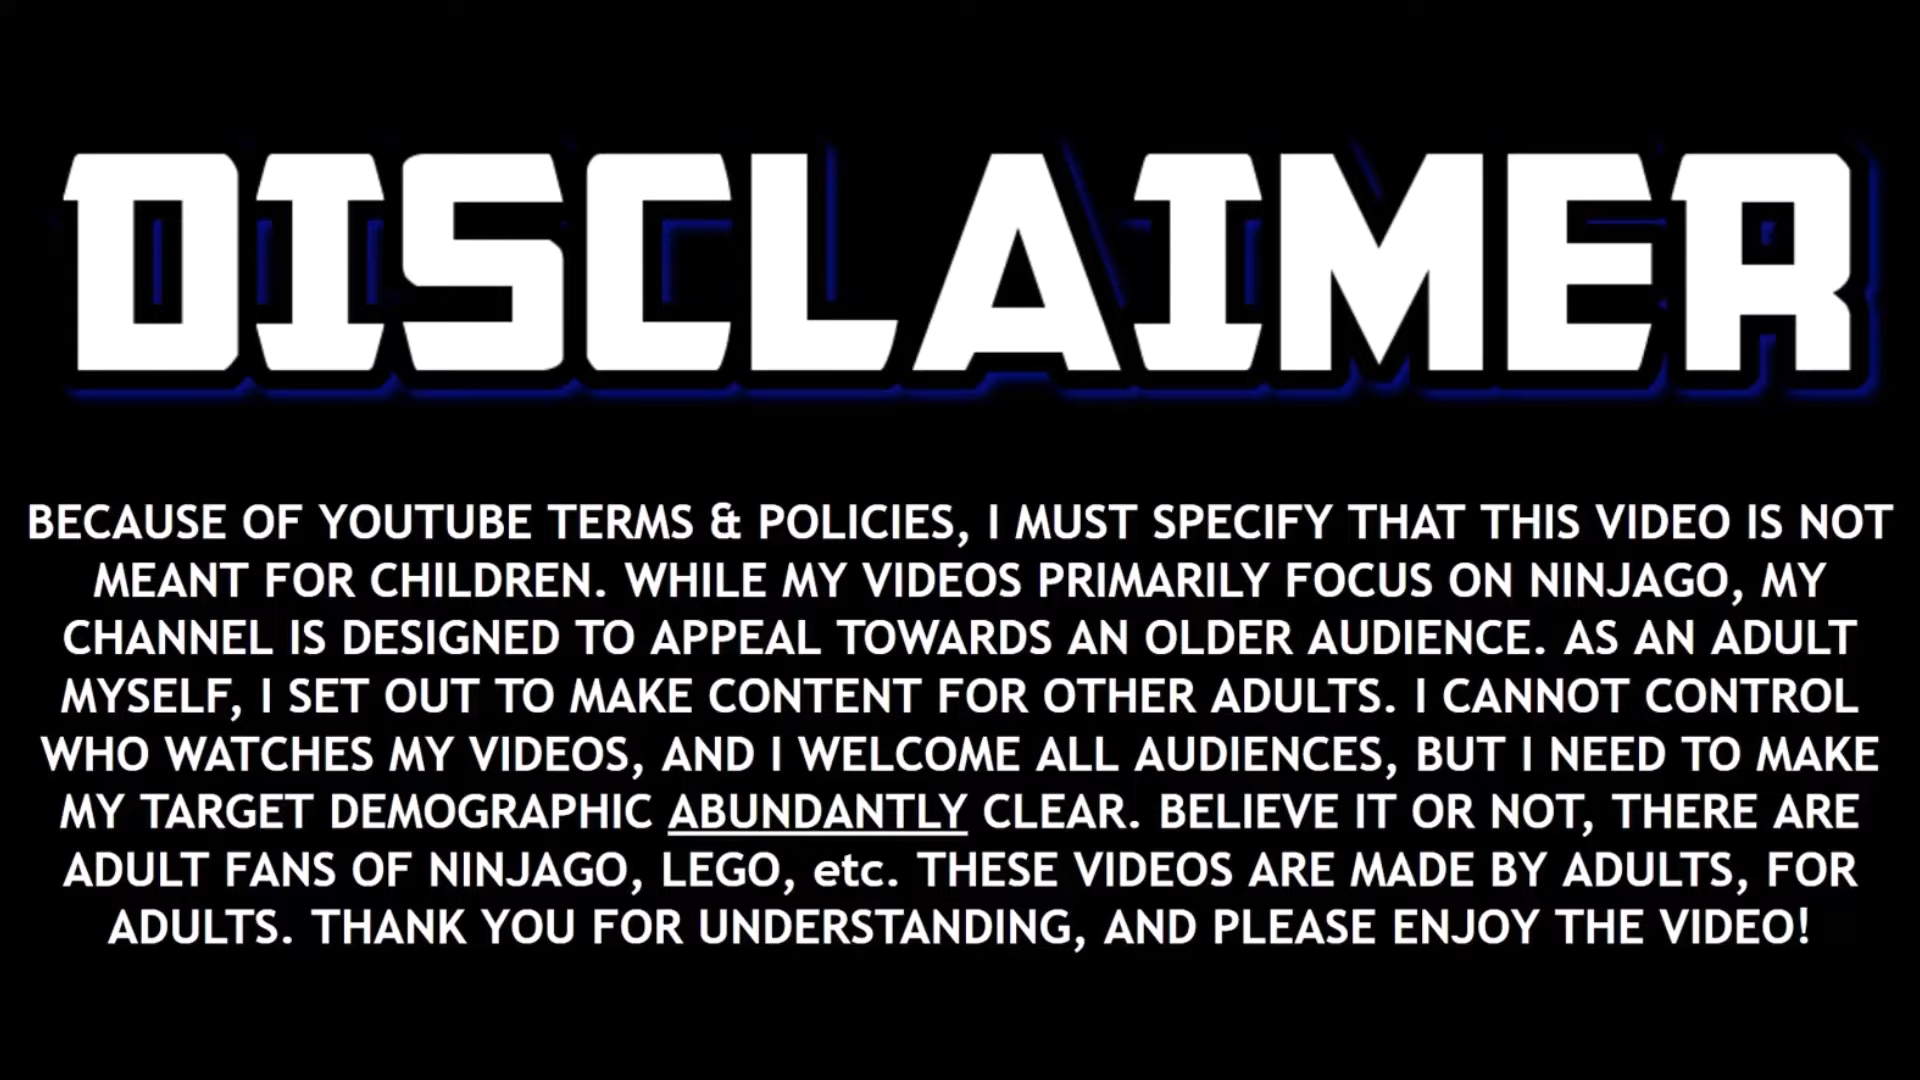 DISCLAIMER
BECAUSE OF YOUTUBE TERMS & POLICIES, I MUST SPECIFY THAT THIS VIDEO IS NOT
MEANT FOR CHILDREN. WHILE MY VIDEOS PRIMARILY FOCUS ON NINJAGO, MY
CHANNEL IS DESIGNED TO APPEAL TOWARDS AN OLDER AUDIENCE. AS AN ADULT
MYSELF, I SET OUT TO MAKE CONTENT FOR OTHER ADULTS. I CANNOT CONTROL
WHO WATCHES MY VIDEOS, AND I WELCOME ALL AUDIENCES, BUT I NEED TO MAKE
MY TARGET DEMOGRAPHIC ABUNDANTLY CLEAR. BELIEVE IT OR NOT, THERE ARE
ADULT FANS OF NINJAGO, LEGO, etc. THESE VIDEOS ARE MADE BY ADULTS, FOR
ADULTS. THANK YOU FOR UNDERSTANDING, AND PLEASE ENJOY THE VIDEO!